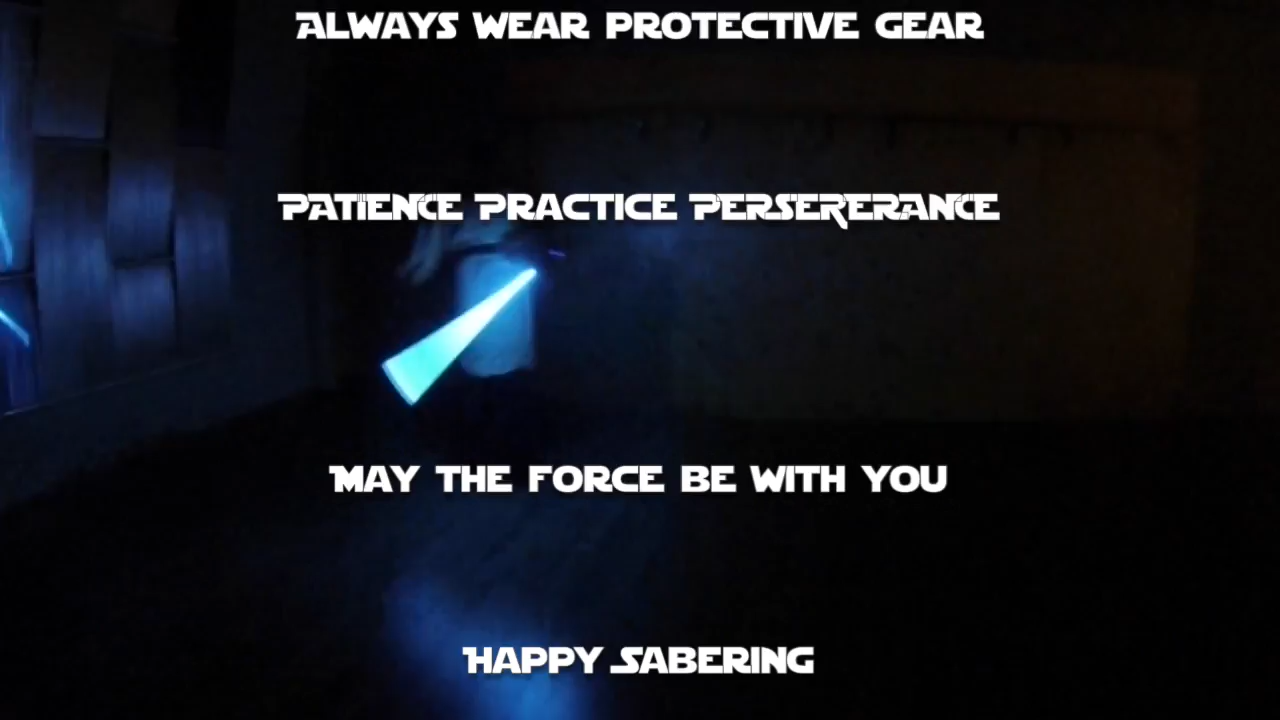 Always wear protective gear
Patience Practice Persererance
May the force be with you
Happy Sabering